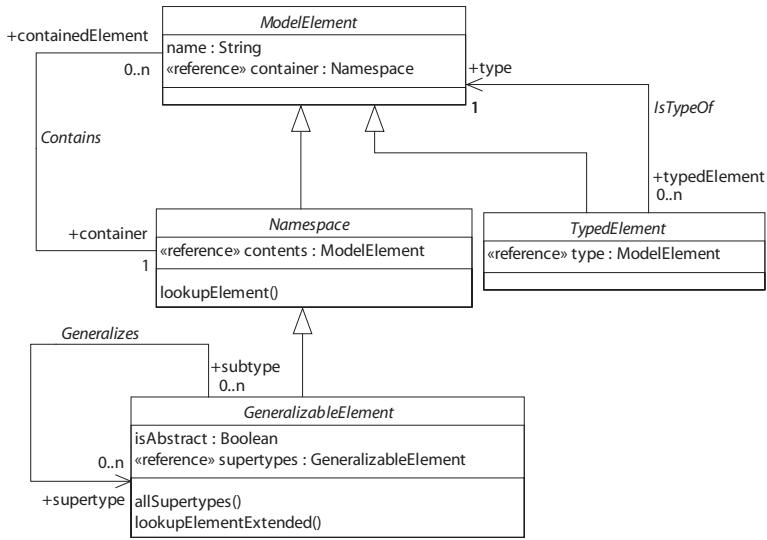 ModelElement
+containedElement
name : String
0..n
«reference» container : Namespace
+type
1
IsTypeOf
Contains
+typedElement
0..n
+container
1
Namespace
«reference» contents : ModelElement
lookupElement()
TypedElement
«reference» type : ModelElement
Generalizes
+subtype
0..n
GeneralizableElement
isAbstract : Boolean
«reference» supertypes : GeneralizableElement
0..n
+supertype
allSupertypes()
lookupElementExtended()